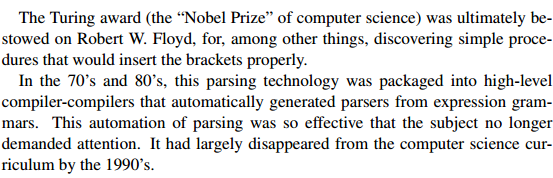 The Turing award (the “Nobel Prize” of computer science) was ultimately be-
stowed on Robert W. Floyd, for, among other things, discovering simple proce-
dures that would insert the brackets properly.
In the 70’s and 80’s, this parsing technology was packaged into high-level
compiler-compilers that automatically generated parsers from expression gram-
mars. This automation of parsing was so effective that the subject no longer
demanded attention. It had largely disappeared from the computer science cur-
riculum by the 1990’s.